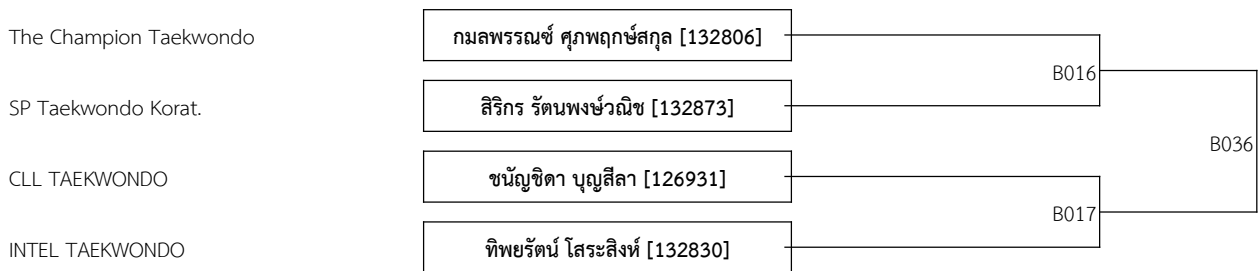 The Champion Taekwondo กมลพรรณซ์ ศุภพฤกษ์สกุล [132806]
B016
SP Taekwondo Korat. สิริกร รัตนพงษ์วณิช [132873]
B036
CLL TAEKWONDO ชนัญชิดา บุญสีลา [126931]
B017
INTEL TAEKWONDO ทิพยรัตน์ โสระสิงห์ [132830]